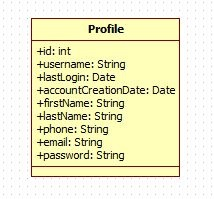 Profile
+id: int
+username: String
+lastLogin: Date
+accountCreationDate: Date
+firstName: String
+lastName: String
+phone: String
+email: String
+password: String